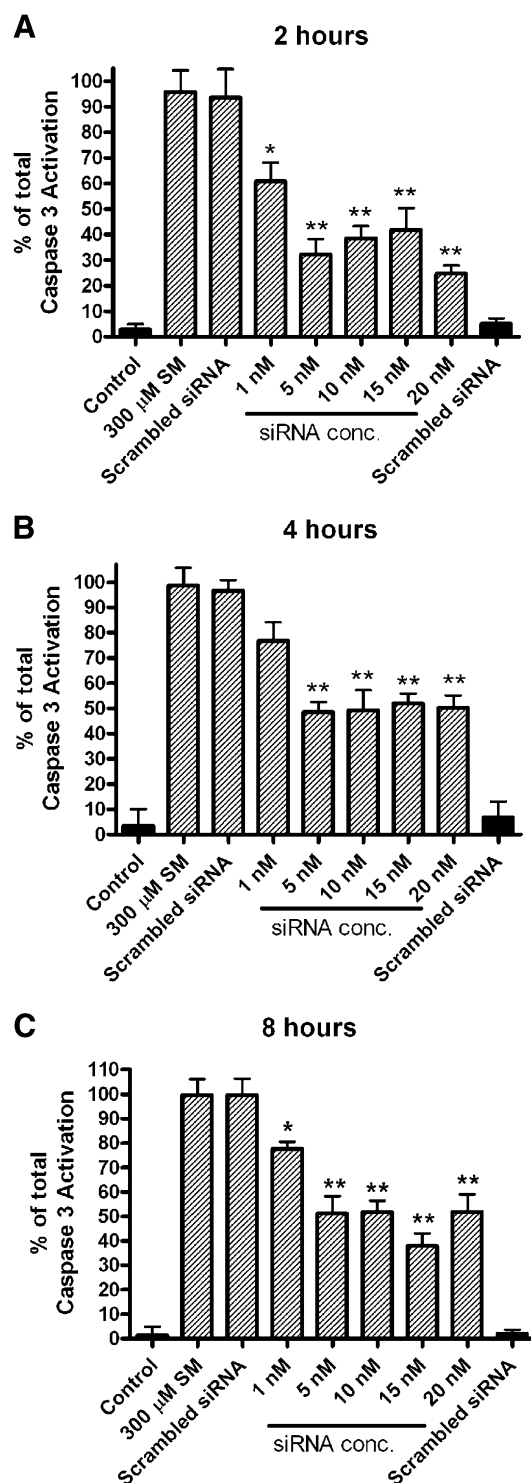 A
2 hours
% of total
Caspase 3 Activation
100
90
80
70
60
50
40
30
20
10
0
*
**
**
**
**
Control
300 µM SM
Scrambled siRNA
1 nM
5 nM
10 nM
15 nM
20 nM
Scrambled siRNA
siRNA conc.
B
4 hours
% of total
Caspase 3 Activation
100
90
80
70
60
50
40
30
20
10
0
**
**
**
**
Control
300 µM SM
Scrambled siRNA
1 nM
5 nM
10 nM
15 nM
20 nM
Scrambled siRNA
siRNA conc.
C
8 hours
% of total
Caspase 3 Activation
110
100
90
80
70
60
50
40
30
20
10
0
*
**
**
**
**
Control
300 µM SM
Scrambled siRNA
1 nM
5 nM
10 nM
15 nM
20 nM
Scrambled siRNA
siRNA conc.